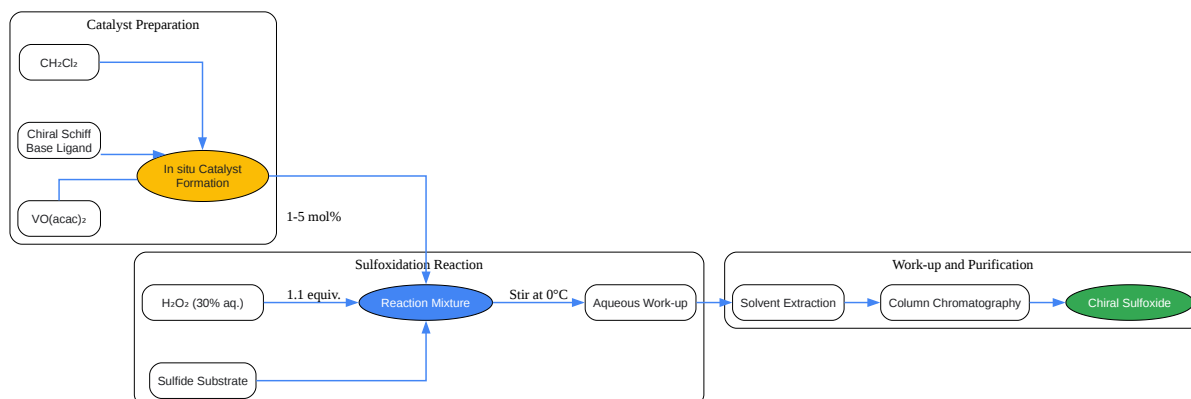 Catalyst Preparation
CH₂Cl₂
Chiral Schiff
Base Ligand
In situ Catalyst
Formation
VO(acac)₂
1-5 mol%
Sulfoxidation Reaction
H₂O₂ (30% aq.)
1.1 equiv.
Reaction Mixture
Stir at 0°C
Aqueous Work-up
Sulfide Substrate
Work-up and Purification
Solvent Extraction
Column Chromatography
Chiral Sulfoxide